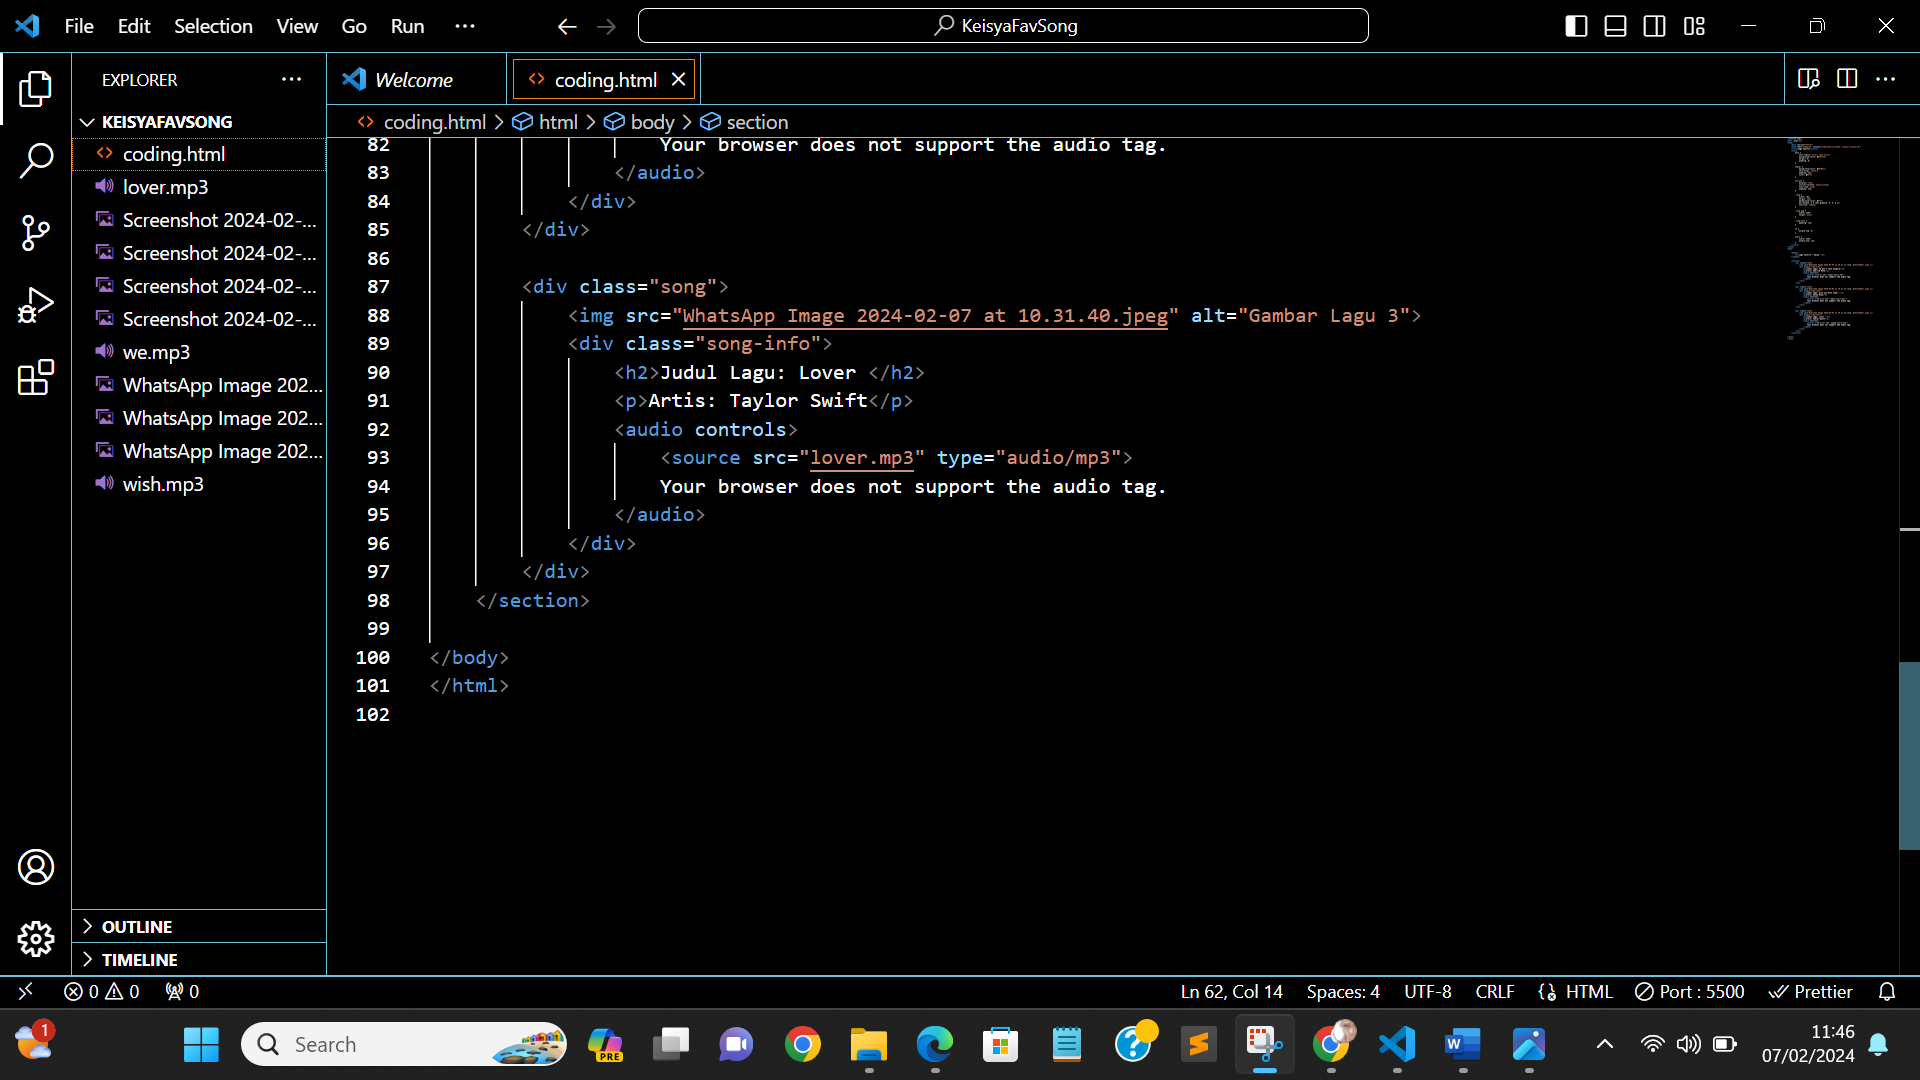 File Edit Selection View Go Run ···
KeisyaFavSong
EXPLORER
KEISYAFAVSONG
coding.html
lover.mp3
Screenshot 2024-02-...
Screenshot 2024-02-...
Screenshot 2024-02-...
Screenshot 2024-02-...
we.mp3
WhatsApp Image 202...
WhatsApp Image 202...
WhatsApp Image 202...
wish.mp3
OUTLINE
TIMELINE
Welcome
coding.html
coding.html > html > body > section
82 Your browser does not support the audio tag.
83 </audio>
84 </div>
85 </div>
86
87 <div class="song">
88 <img src="WhatsApp Image 2024-02-07 at 10.31.40.jpeg" alt="Gambar Lagu 3">
89 <div class="song-info">
90 <h2>Judul Lagu: Lover </h2>
91 <p>Artis: Taylor Swift</p>
92 <audio controls>
93 <source src="lover.mp3" type="audio/mp3">
94 Your browser does not support the audio tag.
95 </audio>
96 </div>
97 </div>
98 </section>
99
100 </body>
101 </html>
102
0 0 0
Ln 62, Col 14 Spaces: 4 UTF-8 CRLF HTML Port : 5500 Prettier
1
Search
PRE
11:46
07/02/2024